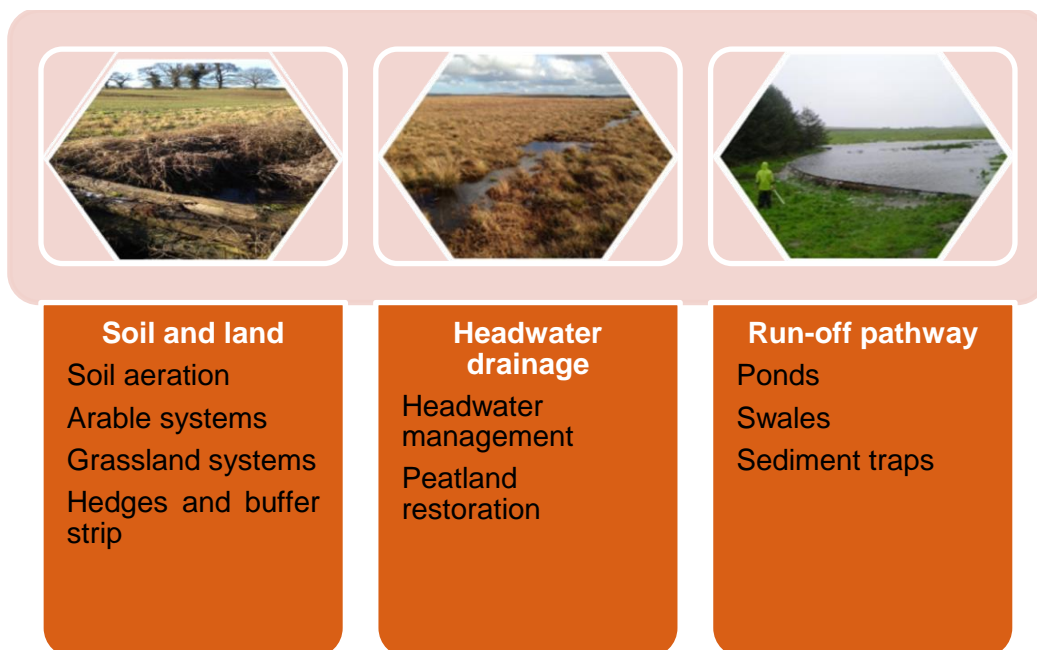 Soil and land
Soil aeration
Arable systems
Grassland systems
Hedges and buffer
strip
Headwater
drainage
Headwater
management
Peatland
restoration
Run-off pathway
Ponds
Swales
Sediment traps